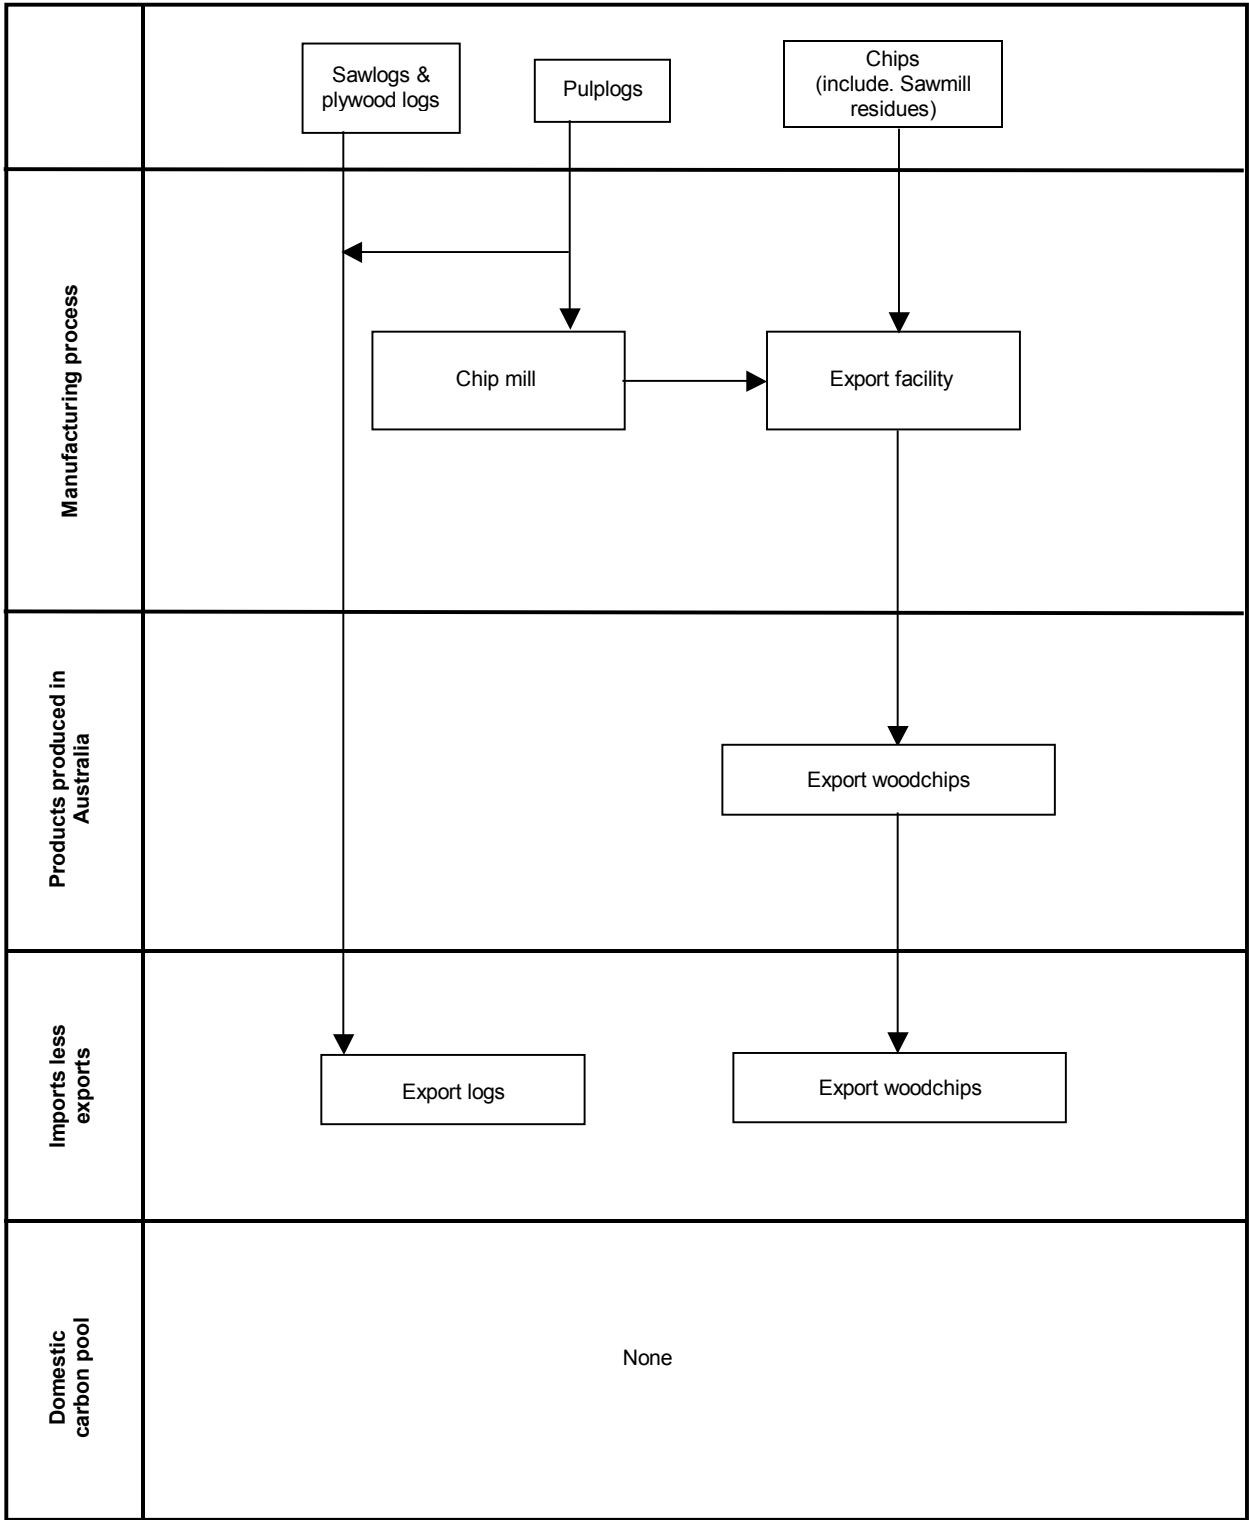 Sawlogs &
plywood logs
Pulplogs
Chips
(include. Sawmill
residues)
Manufacturing process
Chip mill
Export facility
Products produced in
Australia
Export woodchips
Imports less
exports
Export logs
Export woodchips
Domestic
carbon pool
None